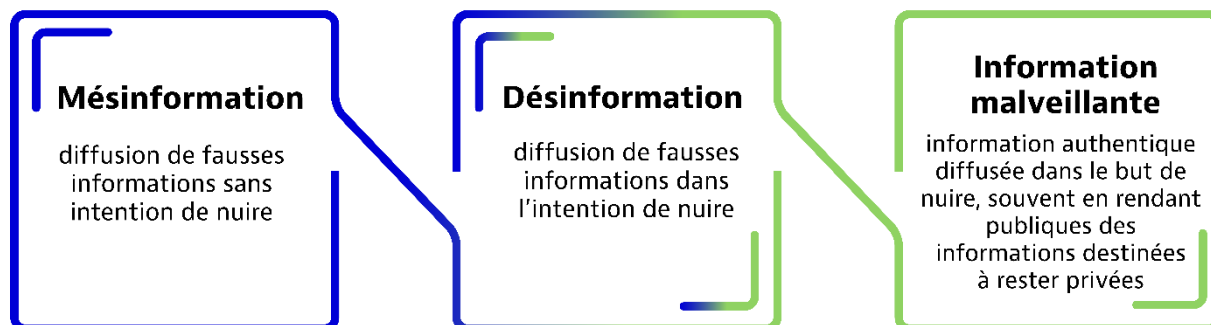 Mésinformation
diffusion de fausses
informations sans
intention de nuire
Désinformation
diffusion de fausses
informations dans
l'intention de nuire
Information
malveillante
information authentique
diffusée dans le but de
nuire, souvent en rendant
publiques des
informations destinées
à rester privées